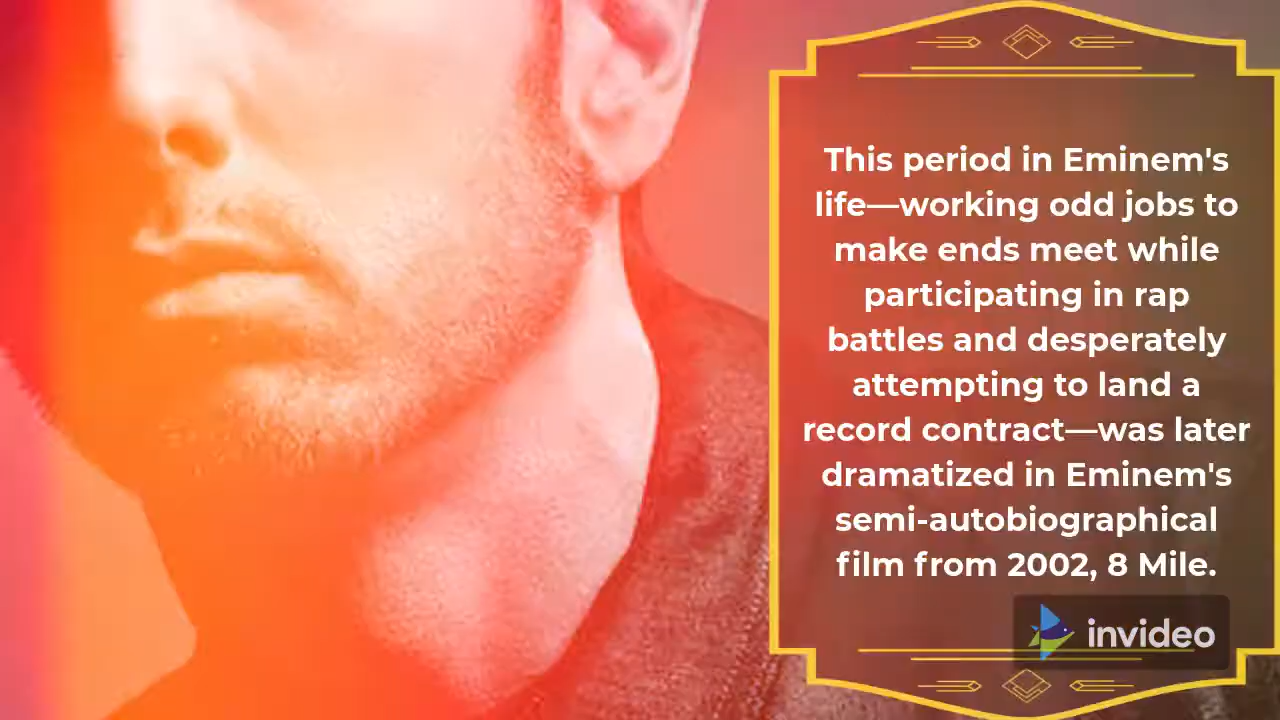 This period in Eminem's
life—working odd jobs to
make ends meet while
participating in rap
battles and desperately
attempting to land a
record contract—was later
dramatized in Eminem's
semi-autobiographical
film from 2002, 8 Mile.
invideo